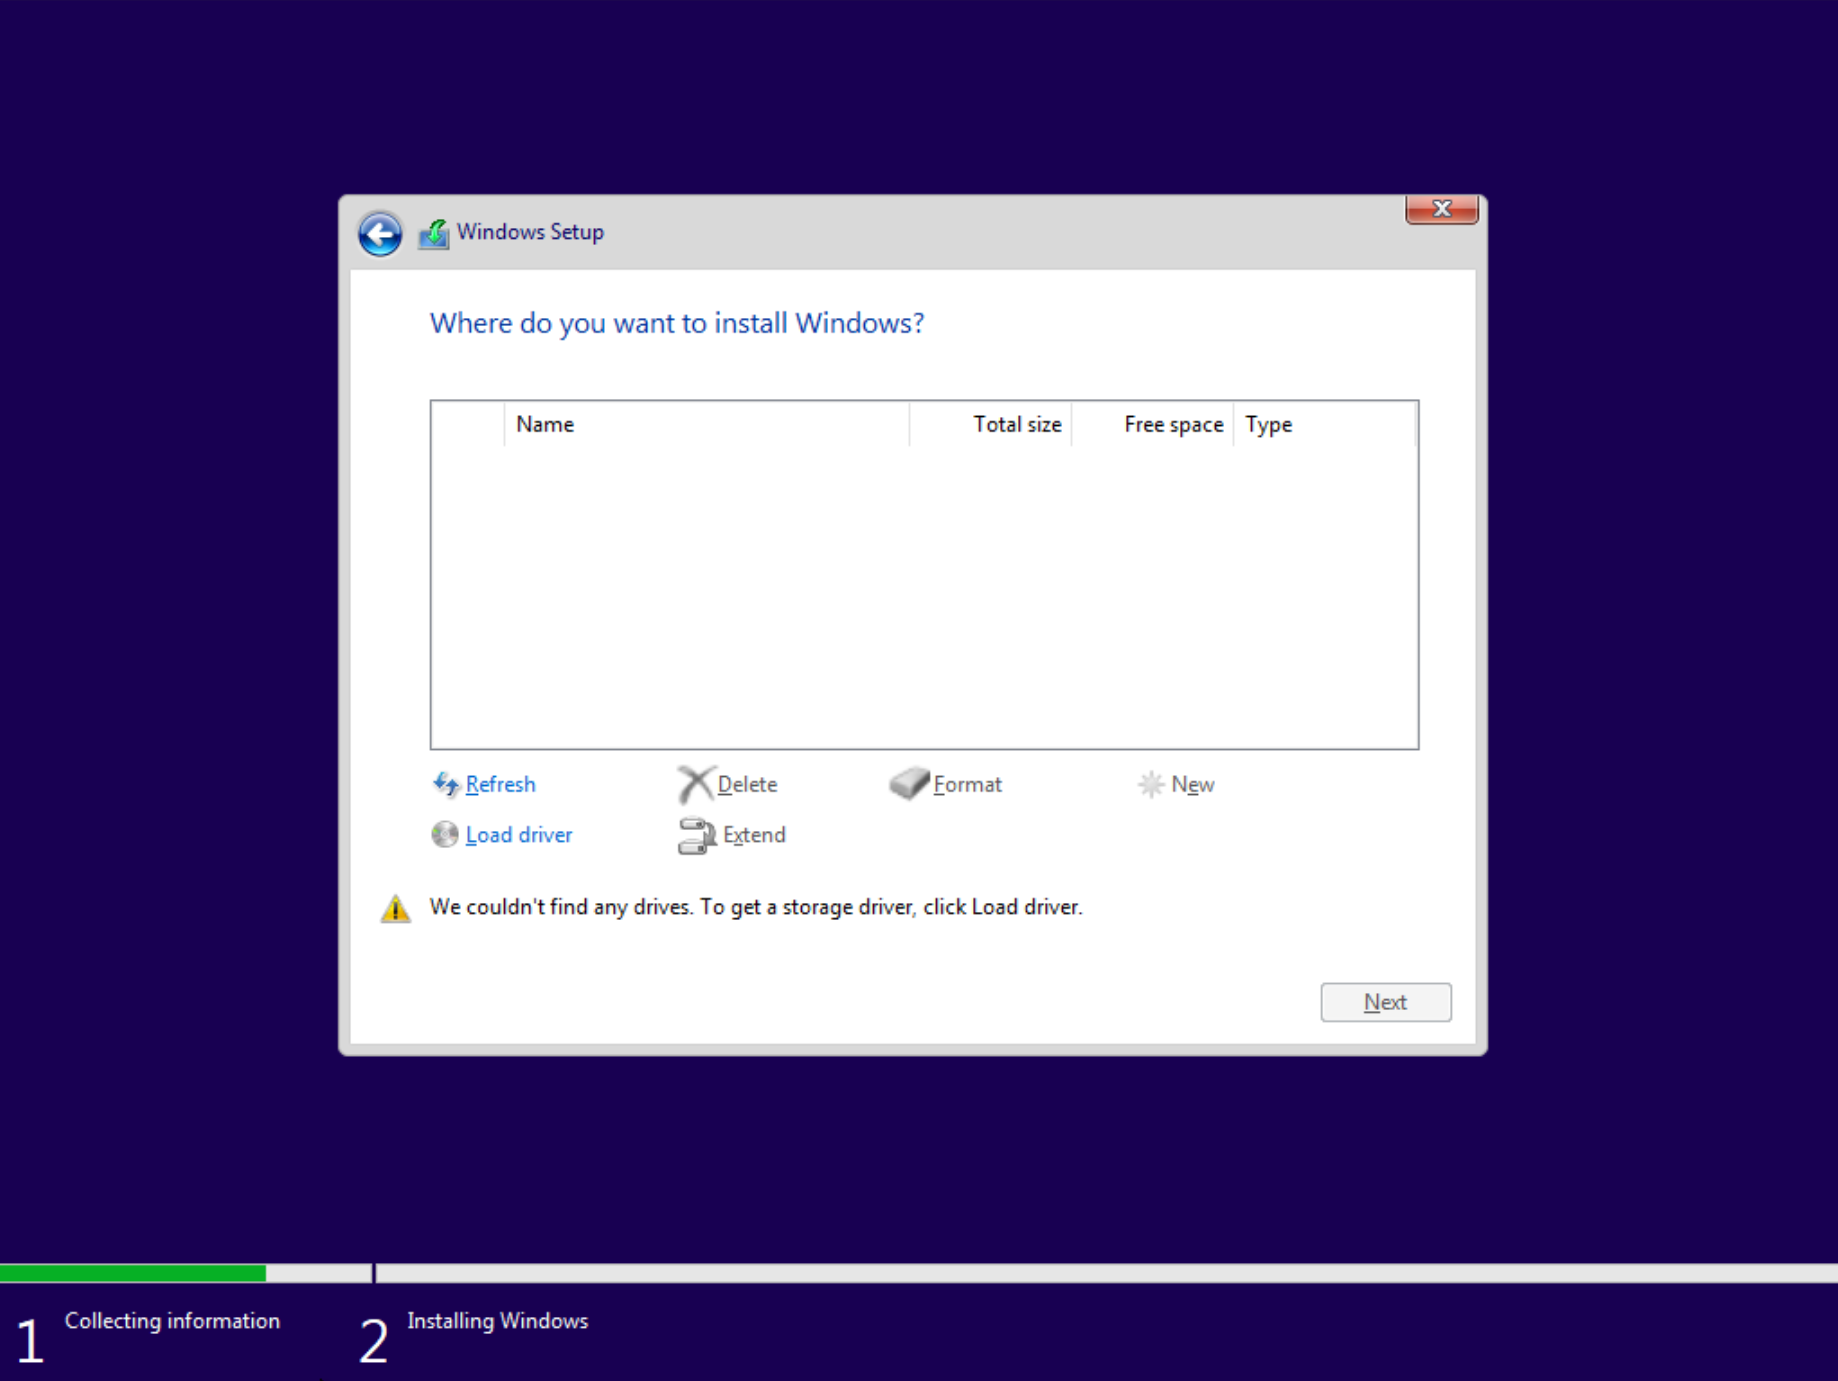 Windows Setup
Where do you want to install Windows?
Name Total size Free space Type
Refresh Delete Format New
Load driver Extend
We couldn't find any drives. To get a storage driver, click Load driver.
Next
1 Collecting information 2 Installing Windows